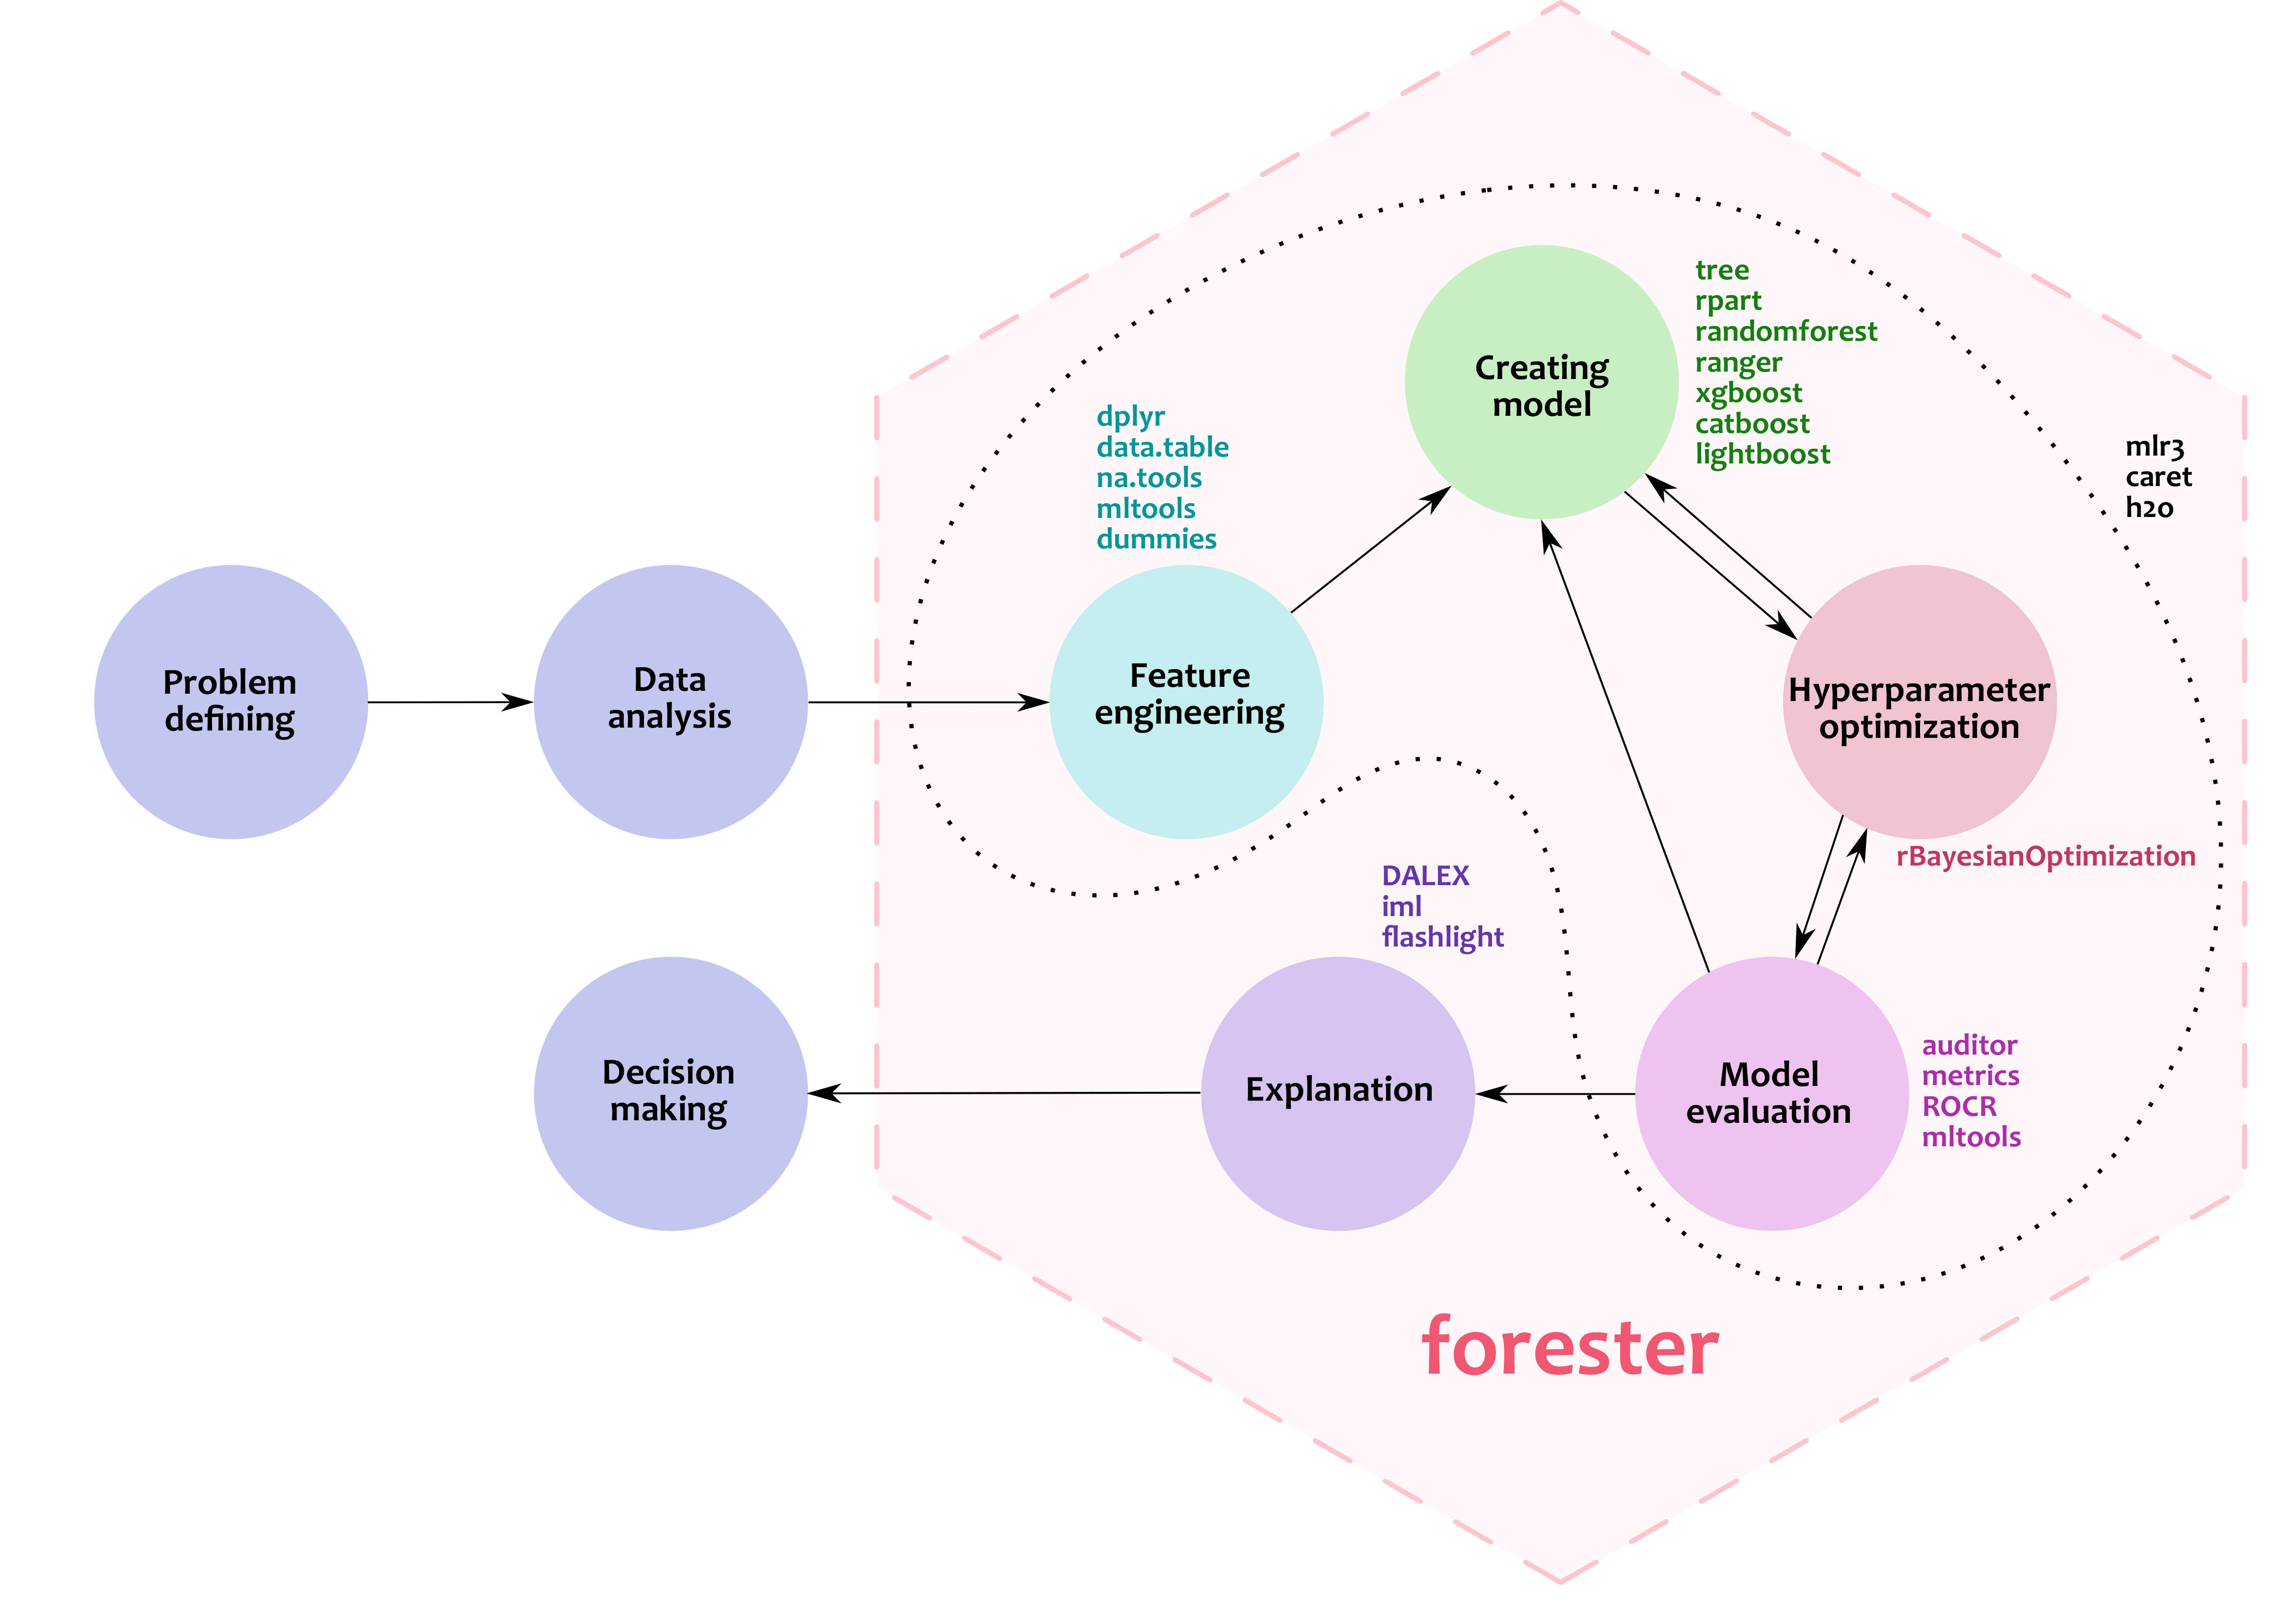 Problem
defining
Data
analysis
dplyr
data.table
na.tools
mltools
dummies
Feature
engineering
Creating
model
tree
rpart
randomforest
ranger
xgboost
catboost
lightboost
mlr3
caret
h2o
Hyperparameter
optimization
rBayesianOptimization
Model
evaluation
auditor
metrics
ROCR
mltools
DALEX
iml
flashlight
Explanation
Decision
making
forester